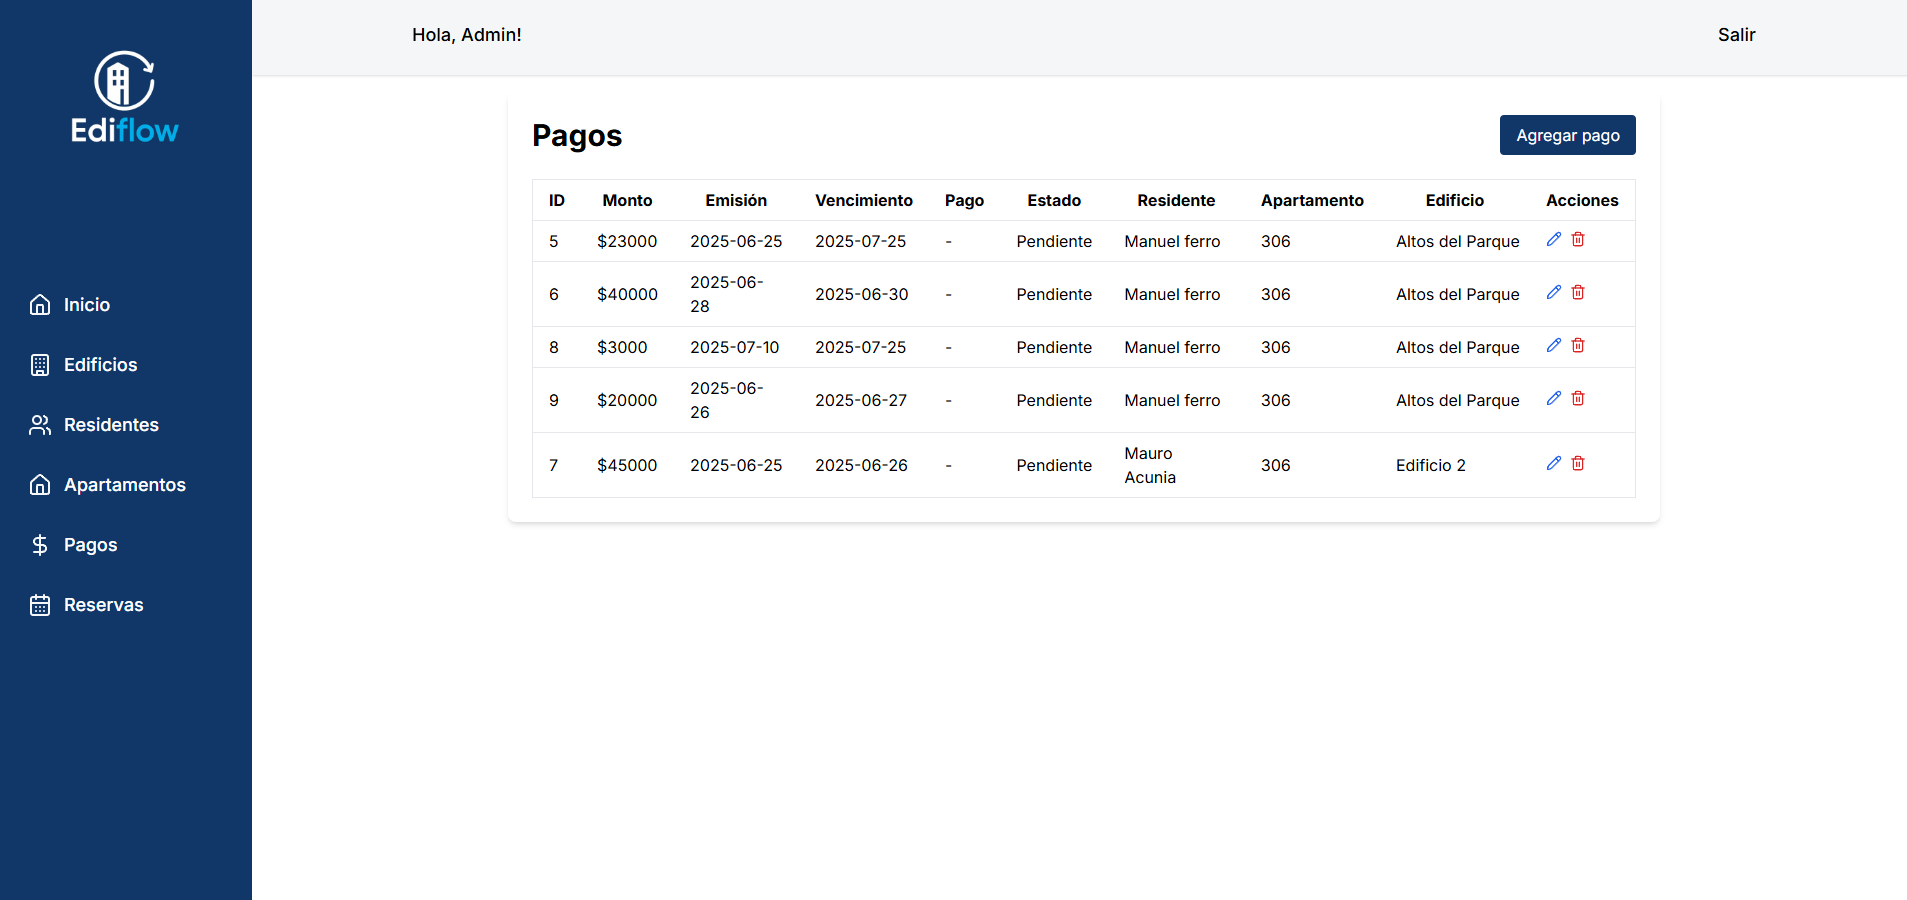 Ediflow
Inicio
Edificios
Residentes
Apartamentos
Pagos
Reservas
Hola, Admin!
Salir
Pagos
Agregar pago
ID Monto Emisión Vencimiento Pago Estado Residente Apartamento Edificio Acciones
5 $23000 2025-06-25 2025-07-25 - Pendiente Manuel ferro 306 Altos del Parque
6 $40000 2025-06-28 2025-06-30 - Pendiente Manuel ferro 306 Altos del Parque
8 $3000 2025-07-10 2025-07-25 - Pendiente Manuel ferro 306 Altos del Parque
9 $20000 2025-06-26 2025-06-27 - Pendiente Manuel ferro 306 Altos del Parque
7 $45000 2025-06-25 2025-06-26 - Pendiente Mauro Acunia 306 Edificio 2